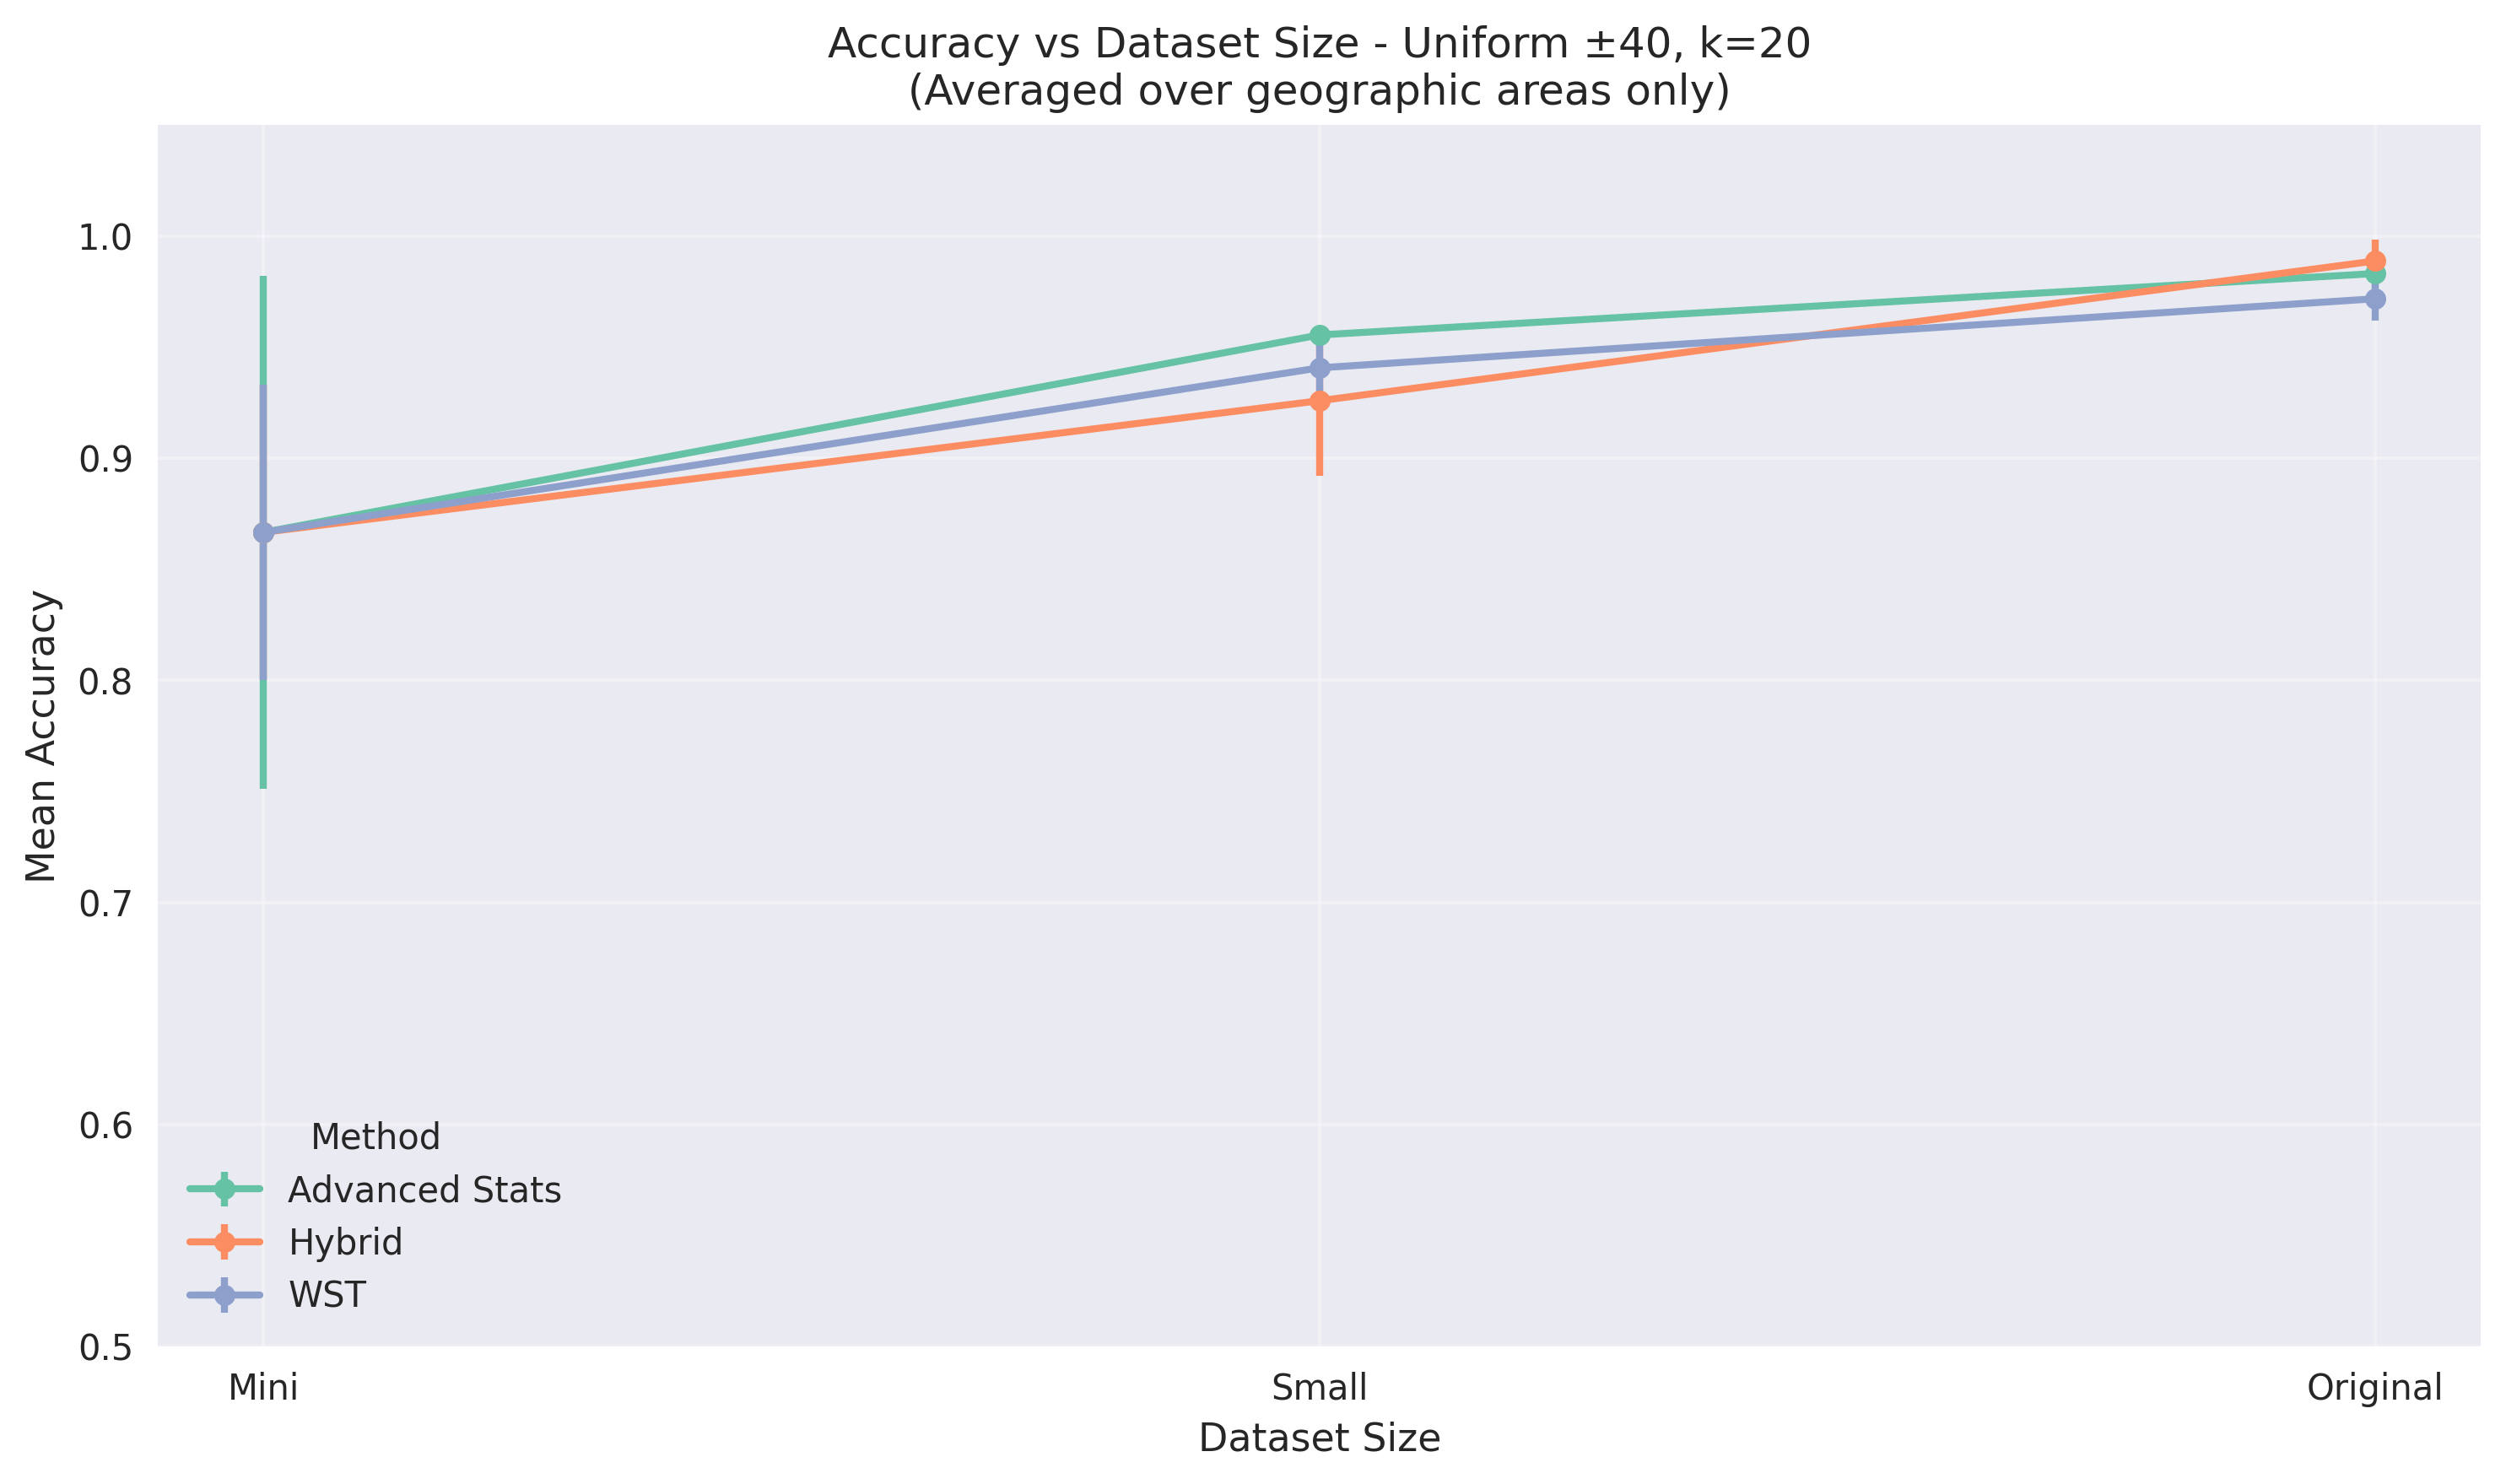 Accuracy vs Dataset Size - Uniform ±40, k=20
(Averaged over geographic areas only)
Mean Accuracy
1.0
0.9
0.8
0.7
0.6
0.5
Method
Advanced Stats
Hybrid
WST
Mini
Small
Original
Dataset Size